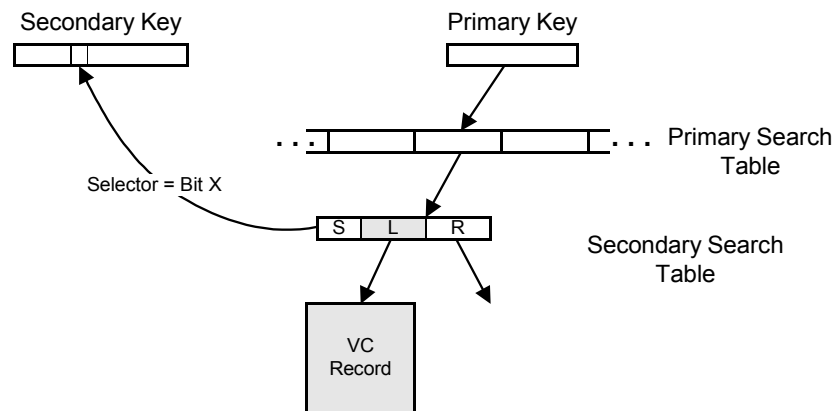 Secondary Key
Primary Key
. . .
. . .
Primary Search
Table
Selector = Bit X
S
L
R
Secondary Search
Table
VC
Record